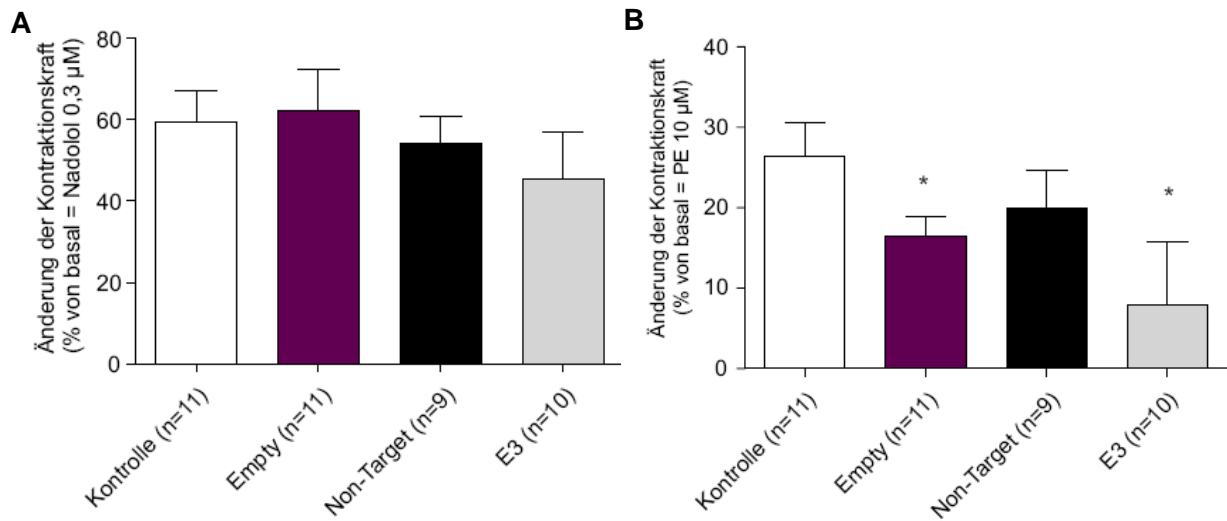 A
Änderung der Kontraktionskraft
(% von basal = Nadolol 0,3 µM)
80
60
40
20
0
Kontrolle (n=11)
Empty (n=11)
Non-Target (n=9)
E3 (n=10)
B
Änderung der Kontraktionskraft
(% von basal = PE 10 µM)
40
30
20
10
0
*
*
Kontrolle (n=11)
Empty (n=11)
Non-Target (n=9)
E3 (n=10)